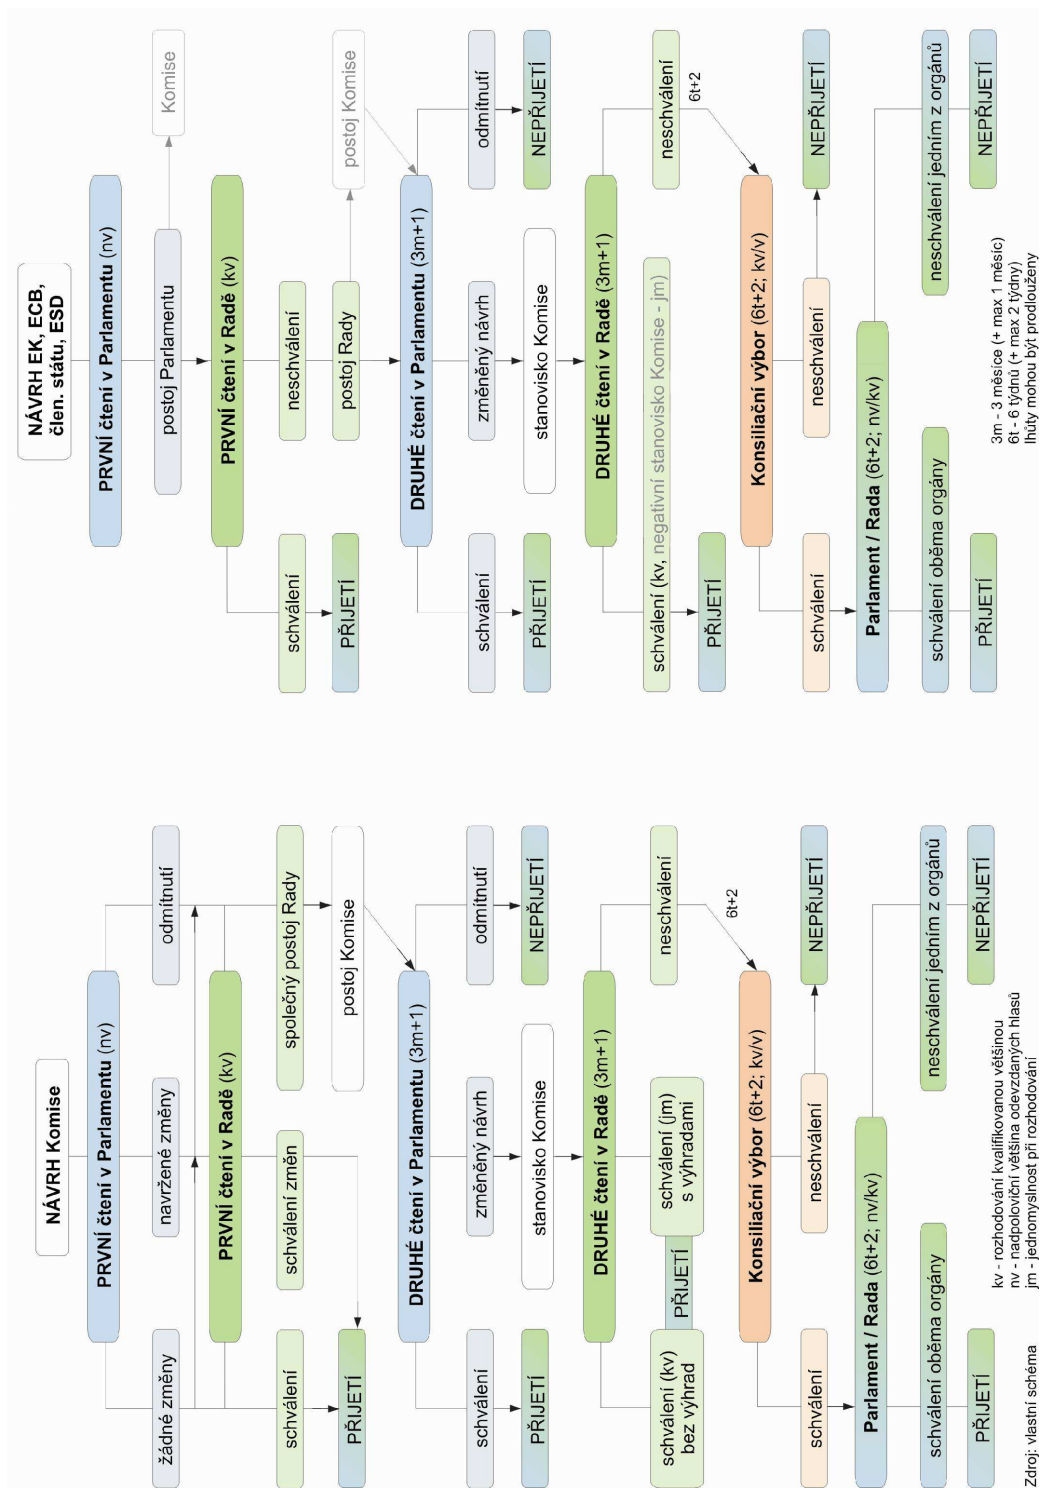 NÁVRH Komise
PRVNÍ čtení v Parlamentu (nv)
žádné změny
navržené změny
odmítnutí
PRVNÍ čtení v Radě (kv)
schválení
schválení změn
společný postoj Rady
PŘIJETÍ
postoj Komise
DRUHÉ čtení v Parlamentu (3m+1)
schválení
změněný návrh
odmítnutí
PŘIJETÍ
stanovisko Komise
NEPŘIJETÍ
DRUHÉ čtení v Radě (3m+1)
schválení (kv)
bez výhrad
PŘIJETÍ
schválení (jm)
s výhradami
neschválení
6t+2
Konsiliační výbor (6t+2; kv/v)
schválení
neschválení
NEPŘIJETÍ
Parlament / Rada (6t+2; nv/kv)
schválení oběma orgány
neschválení jedním z orgánů
PŘIJETÍ
NEPŘIJETÍ
kv - rozhodování kvalifikovanou většinou
nv - nadpoloviční většina odevzdaných hlasů
jm - jednomyslnost při rozhodování
Zdroj: vlastní schéma
NÁVRH EK, ECB,
člen. státu, ESD
PRVNÍ čtení v Parlamentu (nv)
postoj Parlamentu
Komise
PRVNÍ čtení v Radě (kv)
schválení
neschválení
PŘIJETÍ
postoj Rady
postoj Komise
DRUHÉ čtení v Parlamentu (3m+1)
schválení
změněný návrh
odmítnutí
PŘIJETÍ
stanovisko Komise
NEPŘIJETÍ
DRUHÉ čtení v Radě (3m+1)
schválení (kv, negativní stanovisko Komise - jm)
neschválení
PŘIJETÍ
6t+2
Konsiliační výbor (6t+2; kv/v)
schválení
neschválení
NEPŘIJETÍ
Parlament / Rada (6t+2; nv/kv)
schválení oběma orgány
neschválení jedním z orgánů
PŘIJETÍ
NEPŘIJETÍ
3m - 3 měsíce (+ max 1 měsíc)
6t - 6 týdnů (+ max 2 týdny)
lhůty mohou být prodlouženy